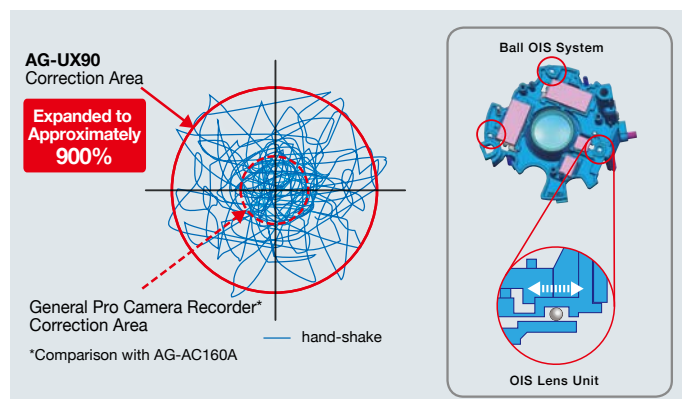 AG-UX90
Correction Area
Expanded to
Approximately
900%
General Pro Camera Recorder*
Correction Area
*Comparison with AG-AC160A
hand-shake
Ball OIS System
OIS Lens Unit